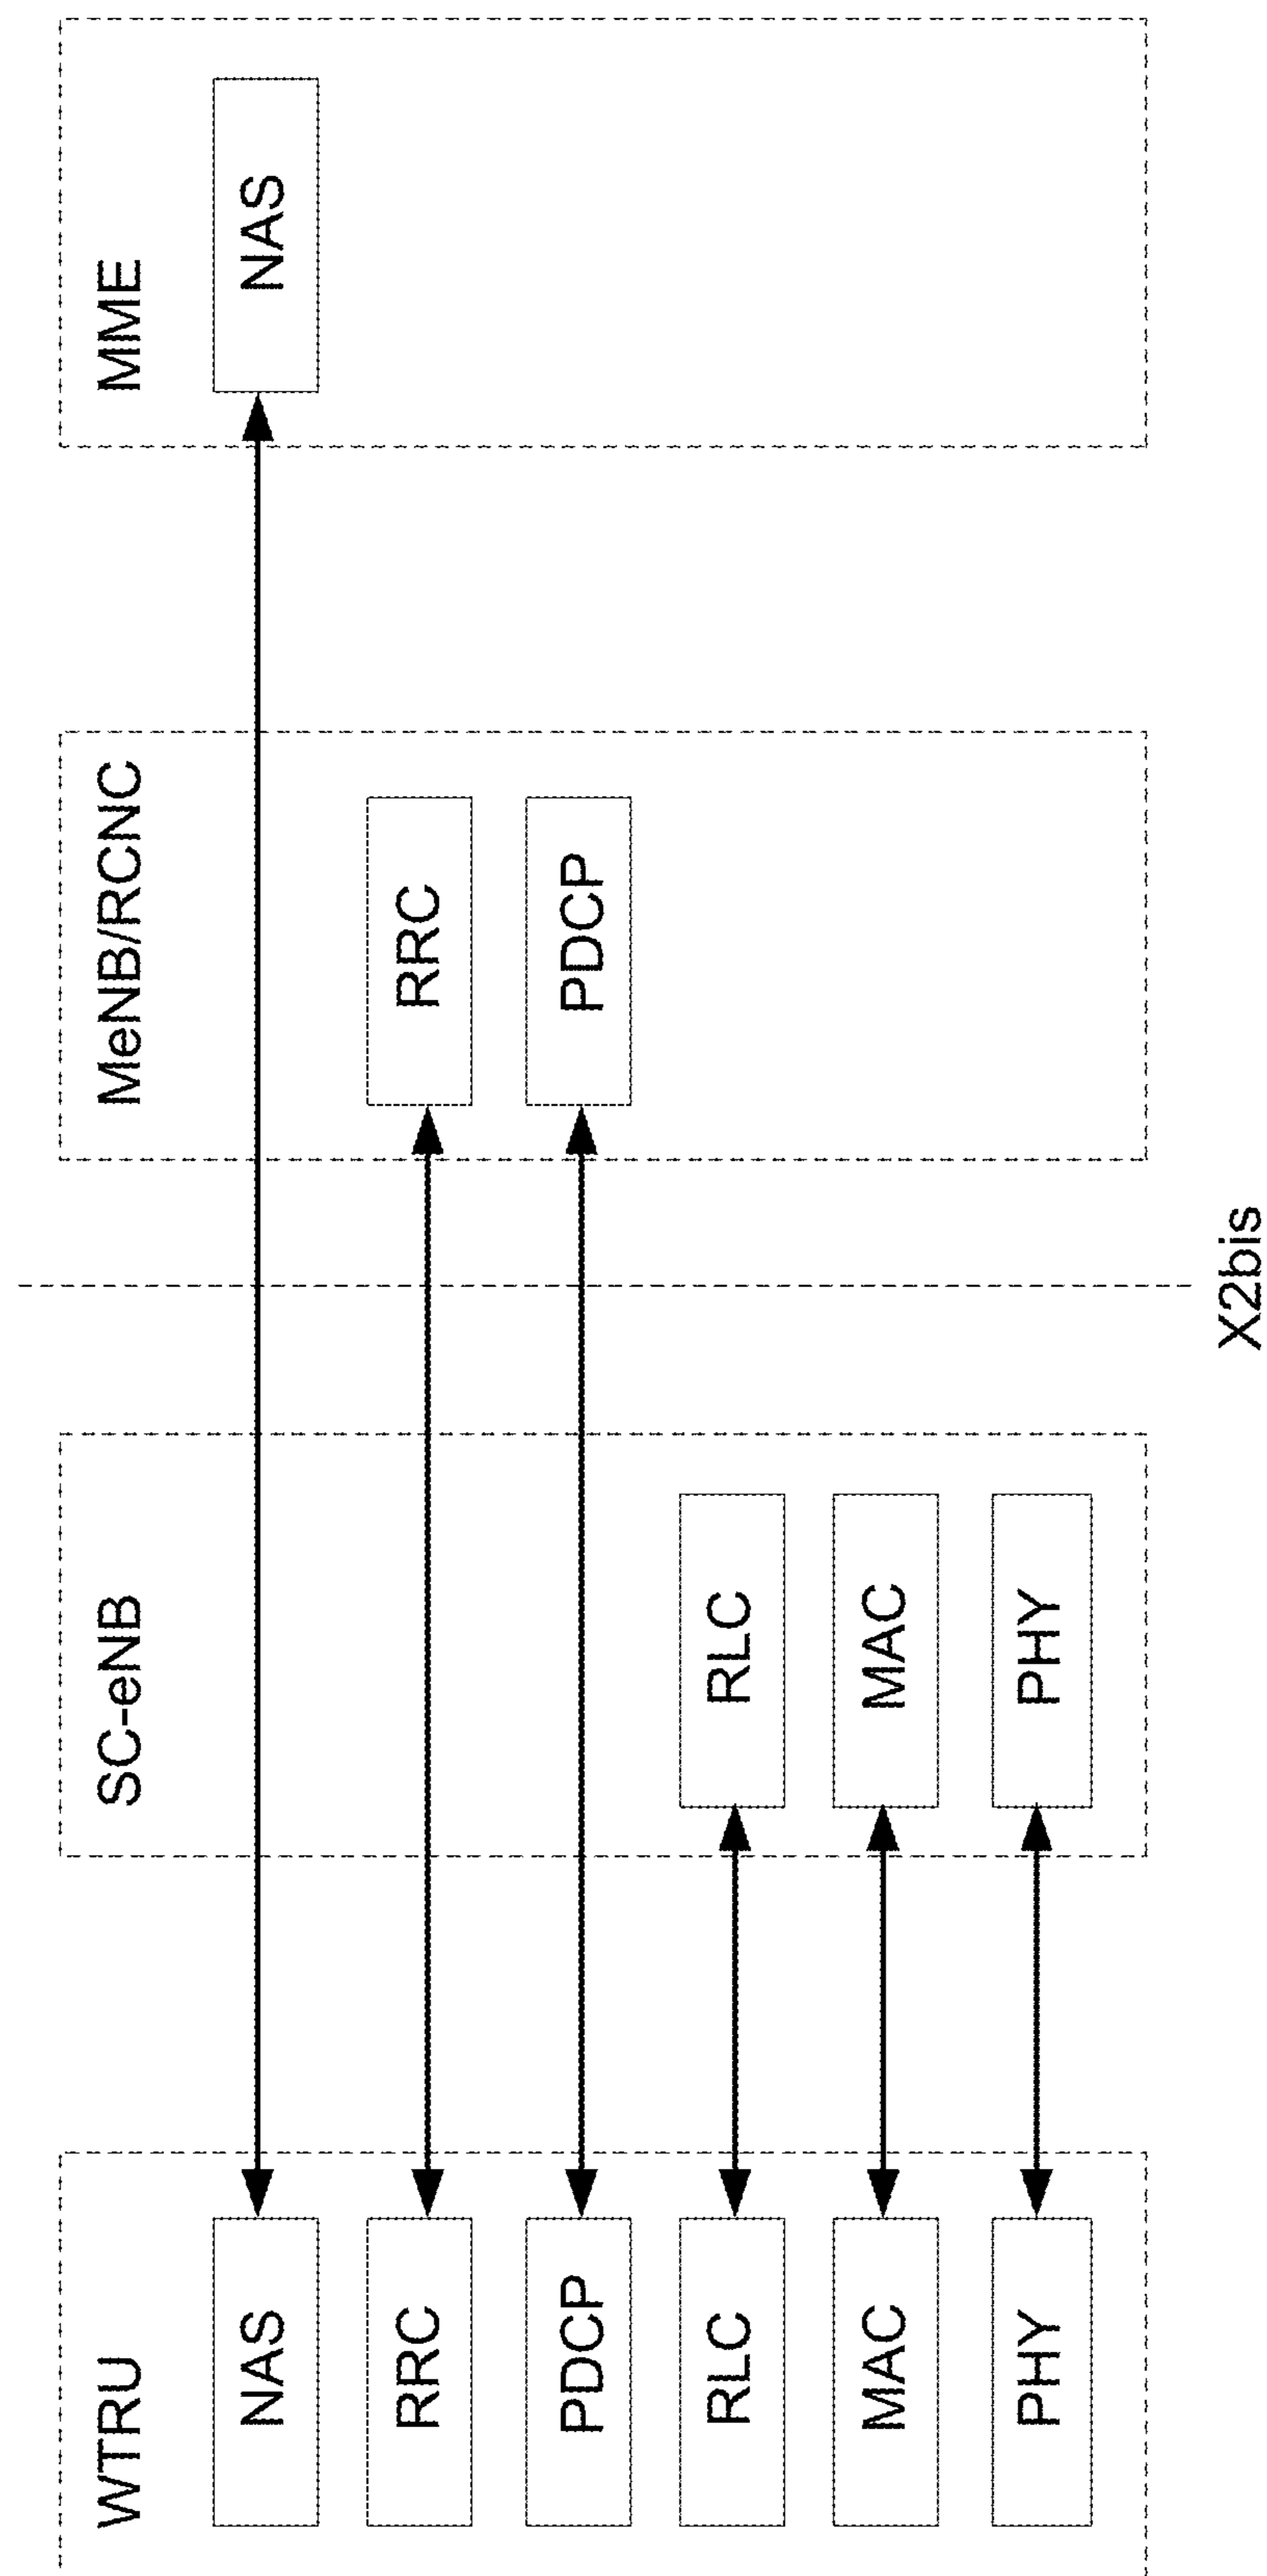 WTRU
NAS
RRC
PDCP
RLC
MAC
PHY
SC-eNB
RLC
MAC
PHY
X2bis
MeNB/RCNC
RRC
PDCP
MME
NAS